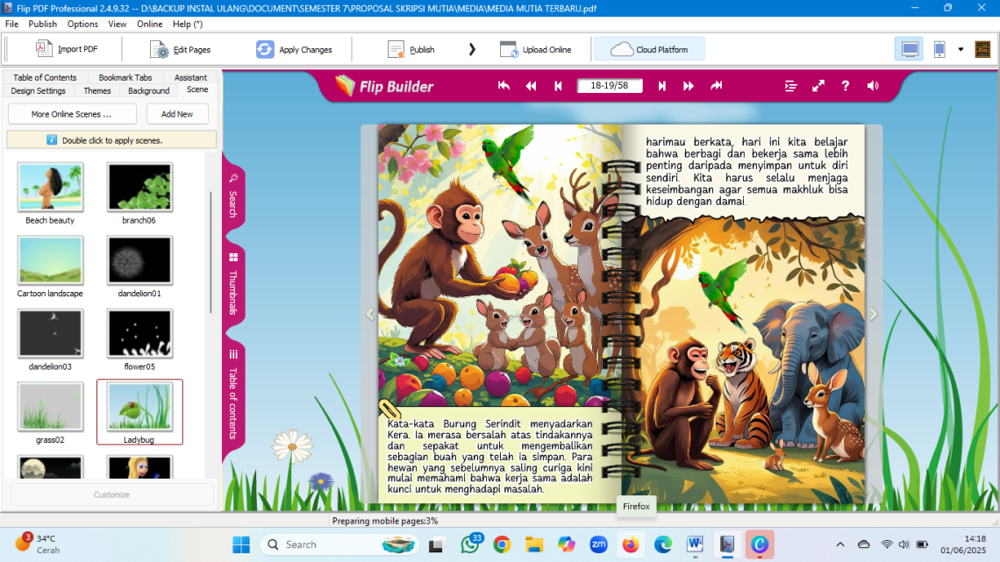 Flip PDF Professional 2.4.9.32 -- D:\BACKUP INSTAL ULANG\DOCUMENT\SEMESTER 7\PROPOSAL SKRIPSI MUTIA\MEDIA\MEDIA MUTIA TERBARU.pdf
File Publish Options View Online Help (*)
Import PDF Edit Pages Apply Changes Publish Upload Online Cloud Platform
Table of Contents Bookmark Tabs Assistant
Design Settings Themes Background Scene
More Online Scenes ... Add New
Double click to apply scenes.
Beach beauty branch06
Cartoon landscape dandelion01
dandelion03 flower05
grass02 Ladybug
Customize
Flip Builder
18-19/58
?
Search
Thumbnails
Table of contents
Kata-kata Burung Serindit menyadarkan
Kera. Ia merasa bersalah atas tindakannya
dan sepakat untuk mengembalikan
sebagian buah yang telah ia simpan. Para
hewan yang sebelumnya saling curiga kini
mulai memahami bahwa kerja sama adalah
kunci untuk menghadapi masalah.
harimau berkata, hari ini kita belajar
bahwa berbagi dan bekerja sama lebih
penting daripada menyimpan untuk diri
sendiri. Kita harus selalu menjaga
keseimbangan agar semua makhluk bisa
hidup dengan damai.
Firefox
Preparing mobile pages:3%
3
34°C
Cerah
Search
33
zm
14:18
01/06/2025